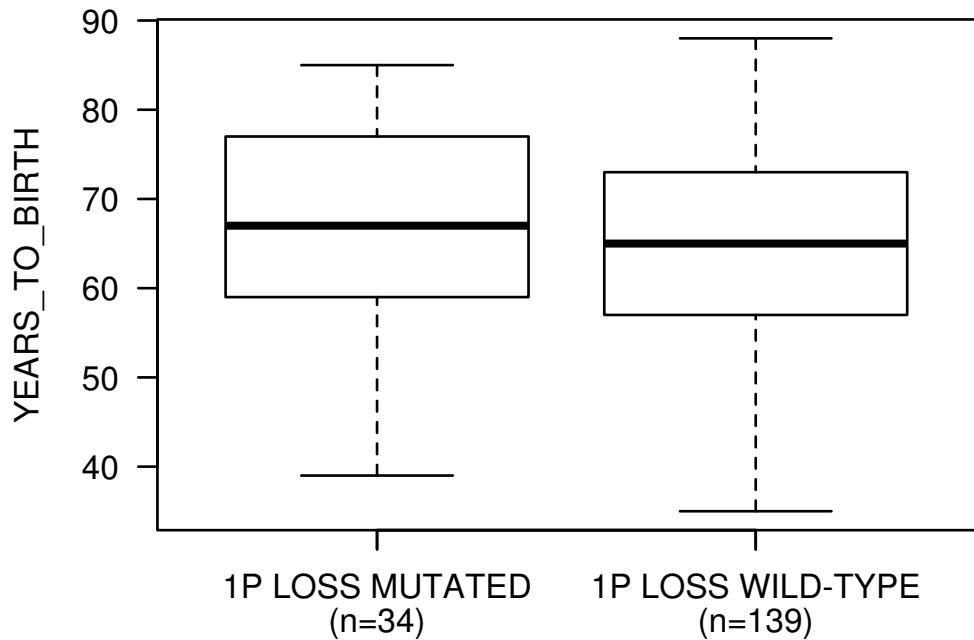 90
80
70
60
50
40
YEARS_TO_BIRTH
1P LOSS MUTATED
(n=34)
1P LOSS WILD-TYPE
(n=139)